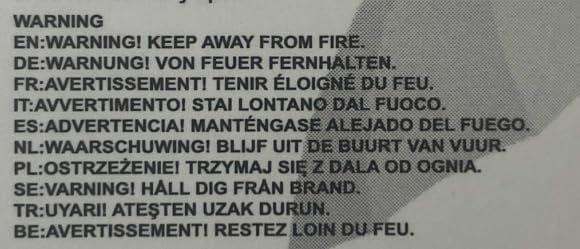 WARNING
EN:WARNING! KEEP AWAY FROM FIRE.
DE:WARNUNG! VON FEUER FERNHALTEN.
FR:AVERTISSEMENT! TENIR ÉLOIGNÉ DU FEU.
IT:AVVERTIMENTO! STAI LONTANO DAL FUOCO.
ES:ADVERTENCIA! MANTÉNGASE ALEJADO DEL FUEGO.
NL:WAARSCHUWING! BLIJF UIT DE BUURT VAN VUUR.
PL:OSTRZEŻENIE! TRZYMAJ SIĘ Z DALA OD OGNIA.
SE:VARNING! HÅLL DIG FRÅN BRAND.
TR:UYARI! ATEŞTEN UZAK DURUN.
BE:AVERTISSEMENT! RESTEZ LOIN DU FEU.